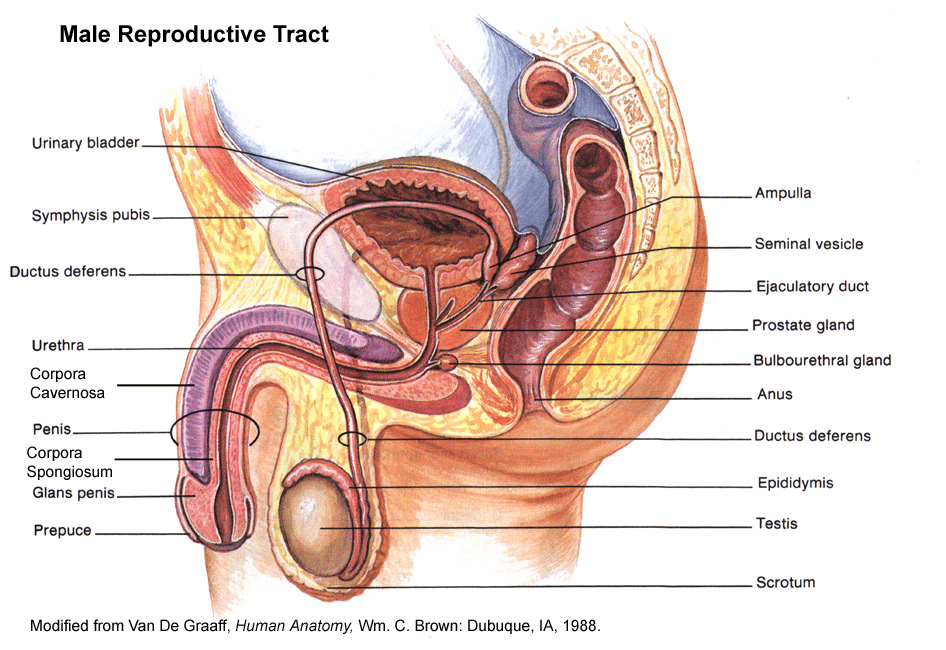 Male Reproductive Tract
Urinary bladder
Symphysis pubis
Ductus deferens
Urethra
Corpora
Cavernosa
Penis
Corpora
Spongiosum
Glans penis
Prepuce
Ampulla
Seminal vesicle
Ejaculatory duct
Prostate gland
Bulbourethral gland
Anus
Ductus deferens
Epididymis
Testis
Scrotum
Modified from Van De Graaff, Human Anatomy, Wm. C. Brown: Dubuque, IA, 1988.